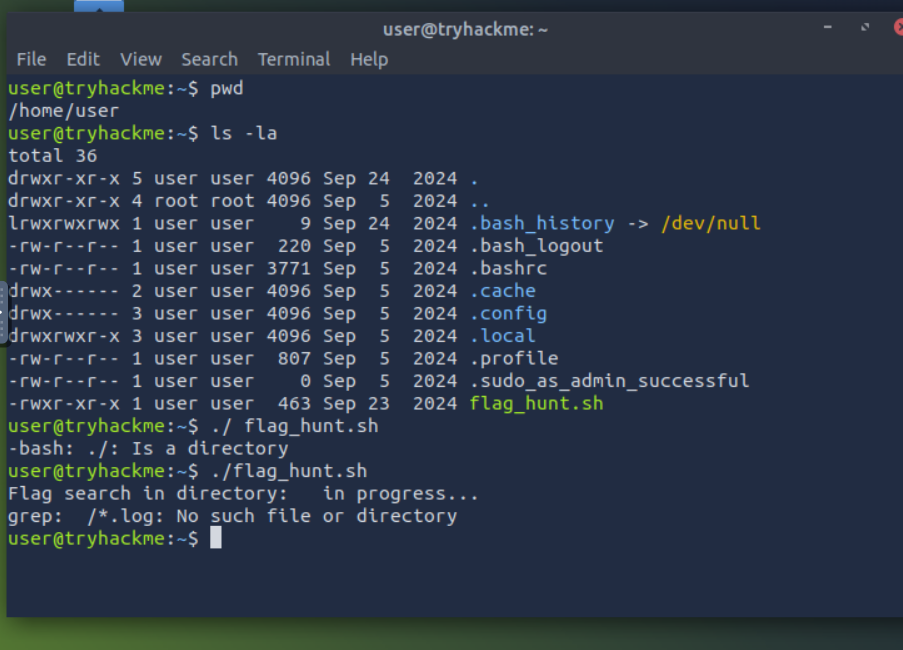 user@tryhackme: ~
File Edit View Search Terminal Help
user@tryhackme:~$ pwd
/home/user
user@tryhackme:~$ ls -la
total 36
drwxr-xr-x 5 user user 4096 Sep 24  2024 .
drwxr-xr-x 4 root root 4096 Sep  5  2024 ..
lrwxrwxrwx 1 user user    9 Sep 24  2024 .bash_history -> /dev/null
-rw-r--r-- 1 user user  220 Sep  5  2024 .bash_logout
-rw-r--r-- 1 user user 3771 Sep  5  2024 .bashrc
drwx------ 2 user user 4096 Sep  5  2024 .cache
drwx------ 3 user user 4096 Sep  5  2024 .config
drwxrwxr-x 3 user user 4096 Sep  5  2024 .local
-rw-r--r-- 1 user user  807 Sep  5  2024 .profile
-rw-r--r-- 1 user user    0 Sep  5  2024 .sudo_as_admin_successful
-rwxr-xr-x 1 user user  463 Sep 23  2024 flag_hunt.sh
user@tryhackme:~$ ./ flag_hunt.sh
-bash: ./: Is a directory
user@tryhackme:~$ ./flag_hunt.sh
Flag search in directory:   in progress...
grep:  /*.log: No such file or directory
user@tryhackme:~$